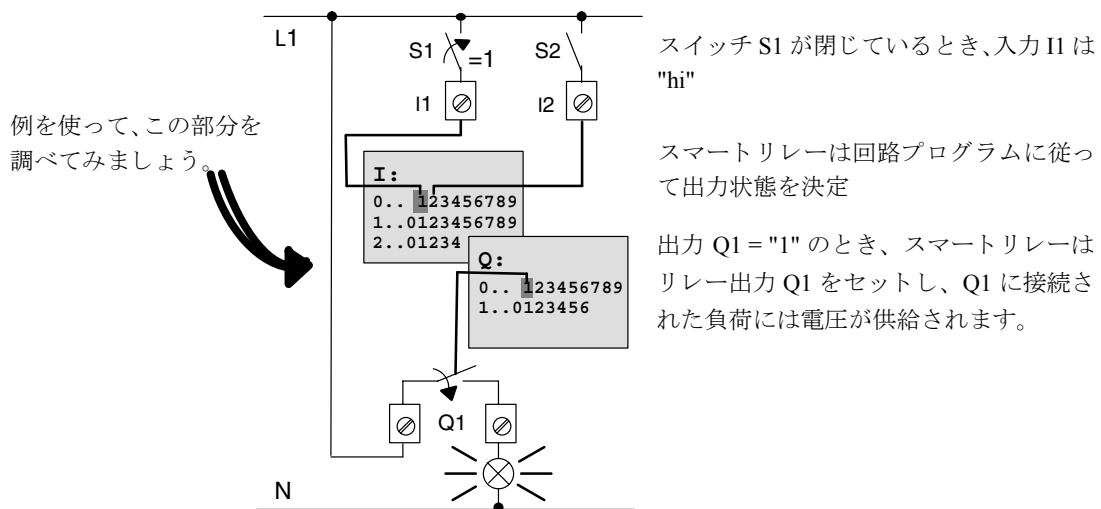 L1
S1
=1
S2
I1
I2
例を使って、この部分を
調べてみましょう。
I:
0.. 123456789
1..0123456789
2..01234
Q:
0.. 123456789
1..0123456
Q1
N
スイッチ S1 が閉じているとき、入力 I1 は
"hi"
スマートリレーは回路プログラムに従っ
て出力状態を決定
出力 Q1 = "1" のとき、スマートリレーは
リレー出力 Q1 をセットし、Q1 に接続さ
れた負荷には電圧が供給されます。